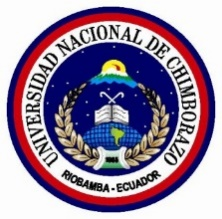 UNIVERSIDAD NACIONAL DE CHIMBORAZO
RIOBAMBA - ECUADOR